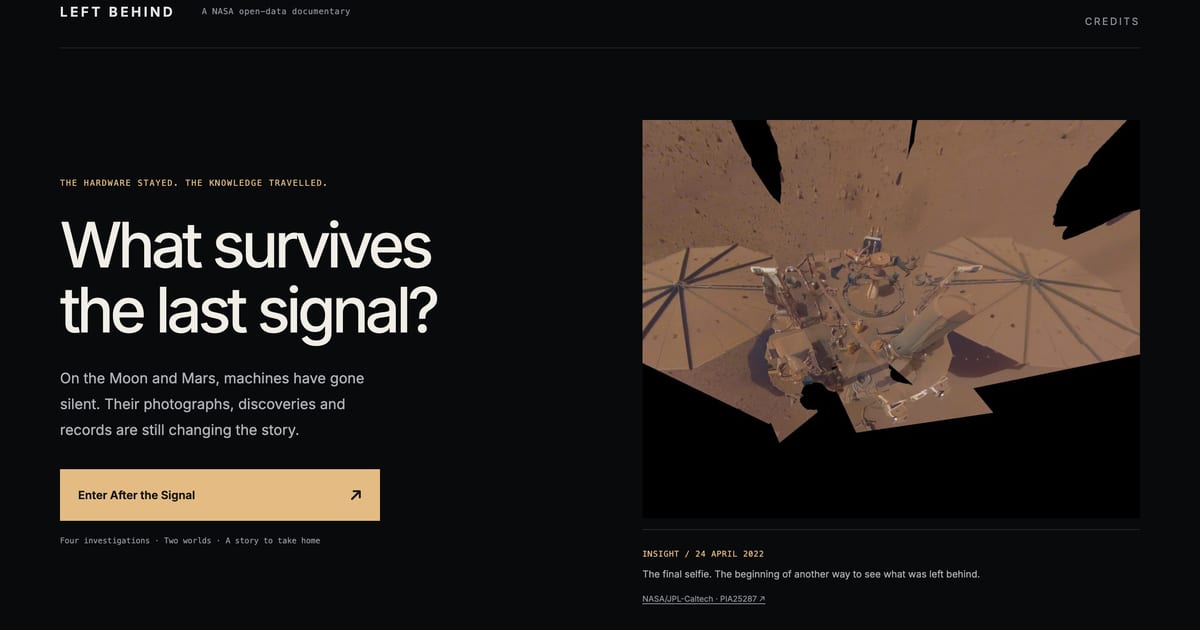 LEFT BEHIND
A NASA open-data documentary
CREDITS
THE HARDWARE STAYED. THE KNOWLEDGE TRAVELLED.
What survives
the last signal?
On the Moon and Mars, machines have gone
silent. Their photographs, discoveries and
records are still changing the story.
Enter After the Signal ↗
Four investigations · Two worlds · A story to take home
INSIGHT / 24 APRIL 2022
The final selfie. The beginning of another way to see what was left behind.
NASA/JPL-Caltech · PIA25287 ↗